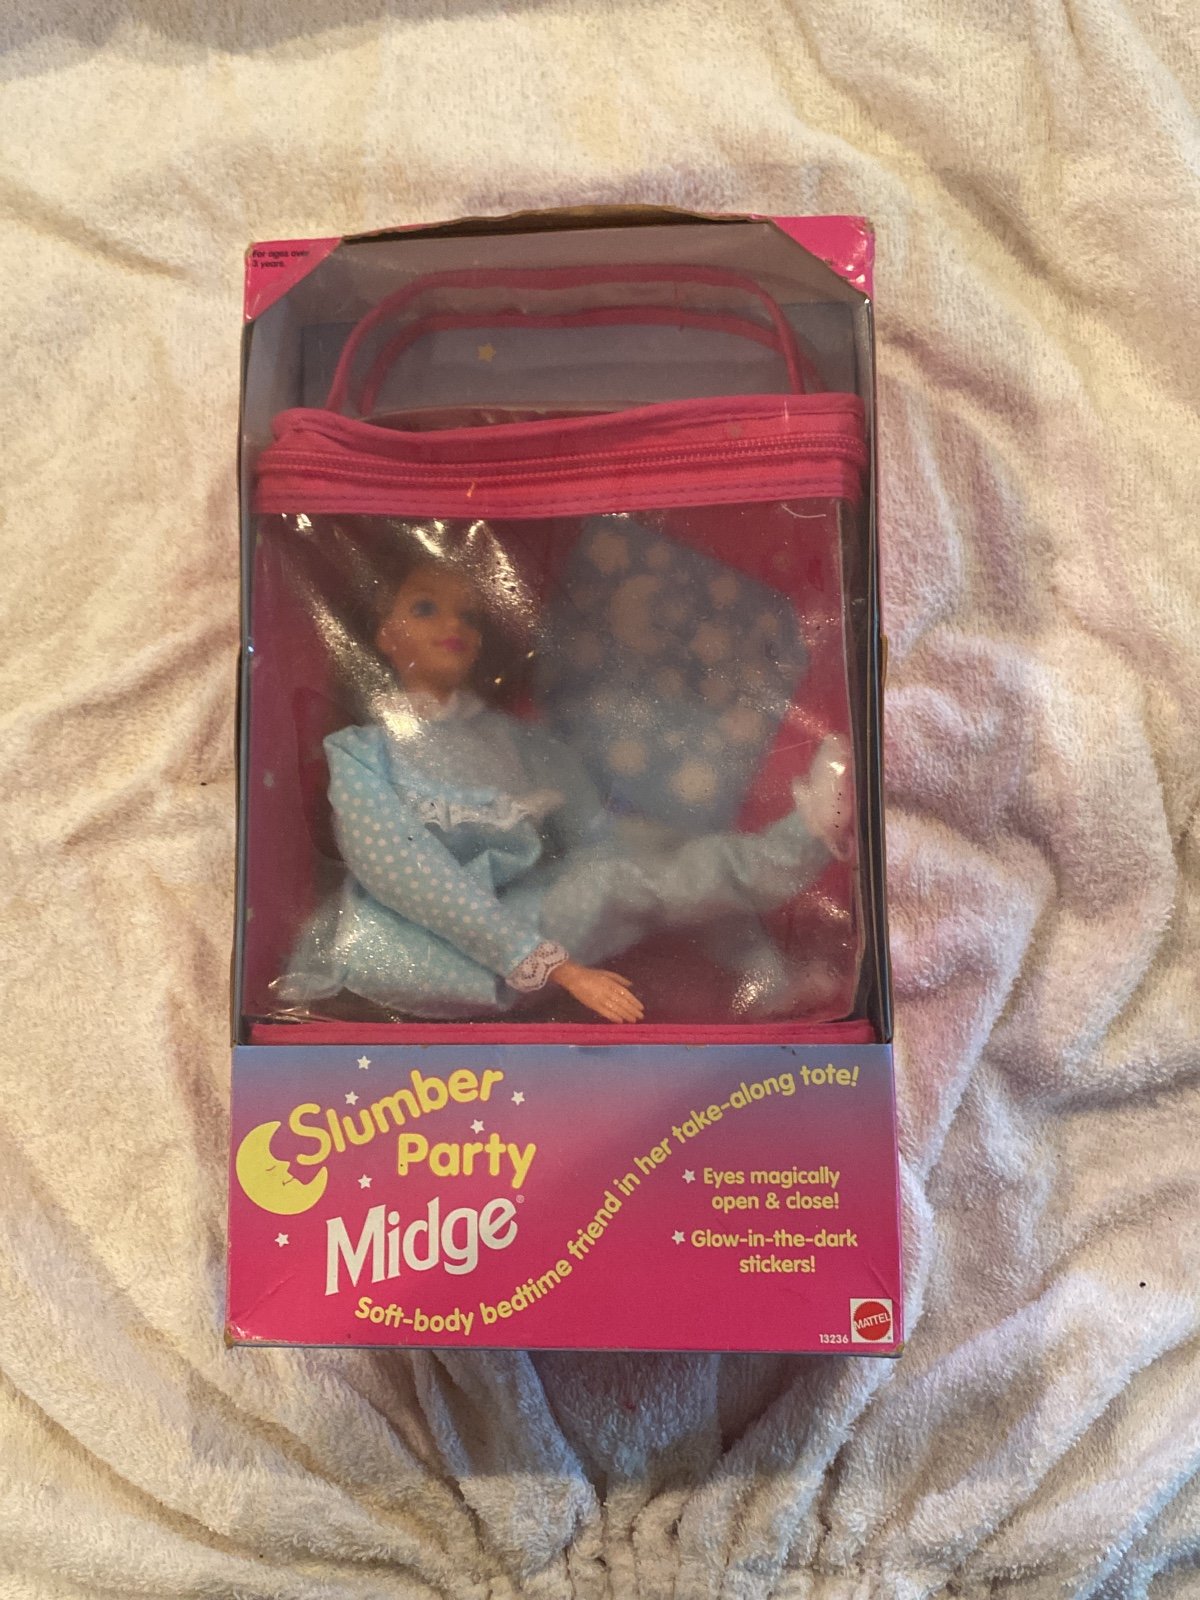 For ages over
3 years.
Slumber
Party
Midge®
Soft-body bedtime friend in her take-along tote!
Eyes magically
open & close!
Glow-in-the-dark
stickers!
13236
MATTEL